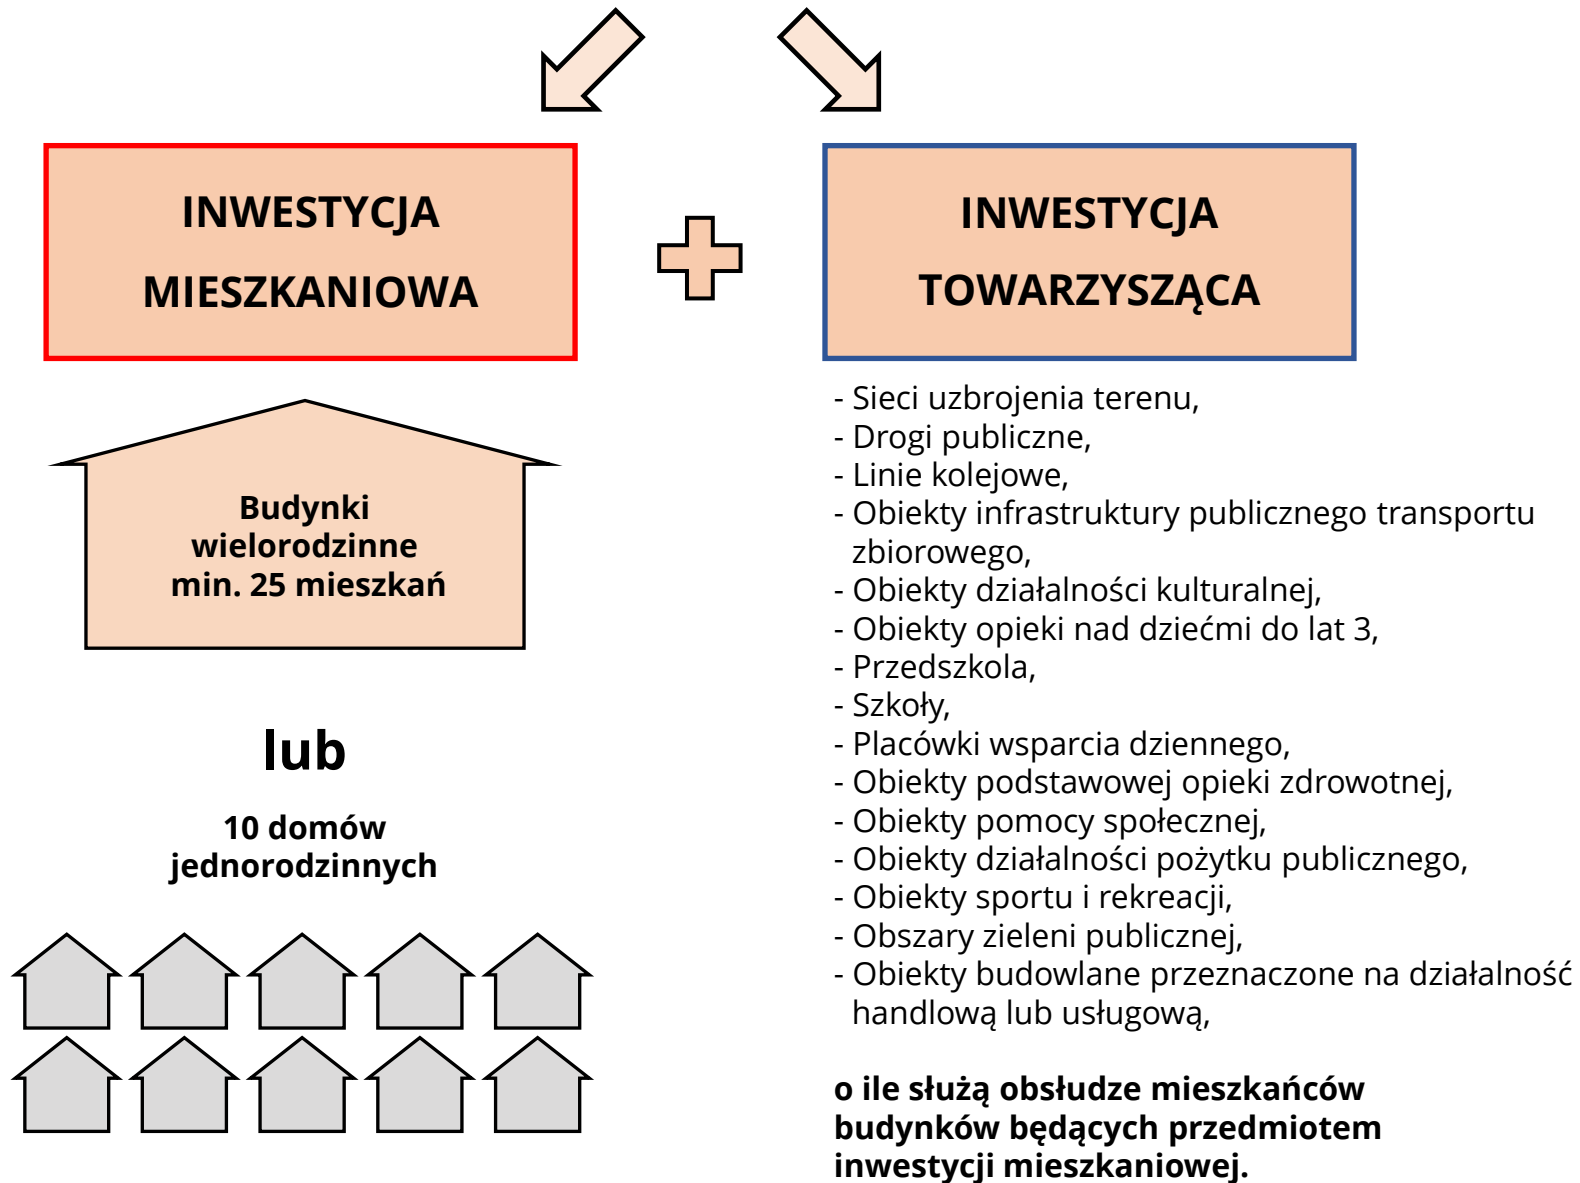 INWESTYCJA
MIESZKANIOWA
INWESTYCJA
TOWARZYSZĄCA
Budynki
wielorodzinne
min. 25 mieszkań
lub
10 domów
jednorodzinnych
- Sieci uzbrojenia terenu,
- Drogi publiczne,
- Linie kolejowe,
- Obiekty infrastruktury publicznego transportu
zbiorowego,
- Obiekty działalności kulturalnej,
- Obiekty opieki nad dziećmi do lat 3,
- Przedszkola,
- Szkoły,
- Placówki wsparcia dziennego,
- Obiekty podstawowej opieki zdrowotnej,
- Obiekty pomocy społecznej,
- Obiekty działalności pożytku publicznego,
- Obiekty sportu i rekreacji,
- Obszary zieleni publicznej,
- Obiekty budowlane przeznaczone na działalność
handlową lub usługową,
o ile służą obsłudze mieszkańców
budynków będących przedmiotem
inwestycji mieszkaniowej.